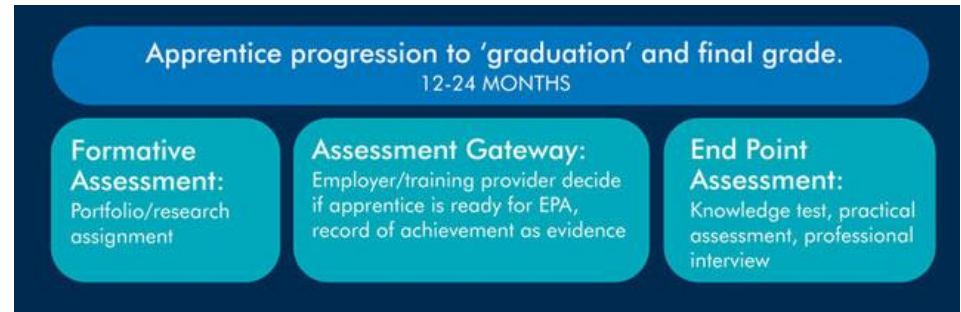 Apprentice progression to ‘graduation’ and final grade.
12-24 MONTHS
Formative
Assessment:
Portfolio/research
assignment
Assessment Gateway:
Employer/training provider decide
if apprentice is ready for EPA,
record of achievement as evidence
End Point
Assessment:
Knowledge test, practical
assessment, professional
interview